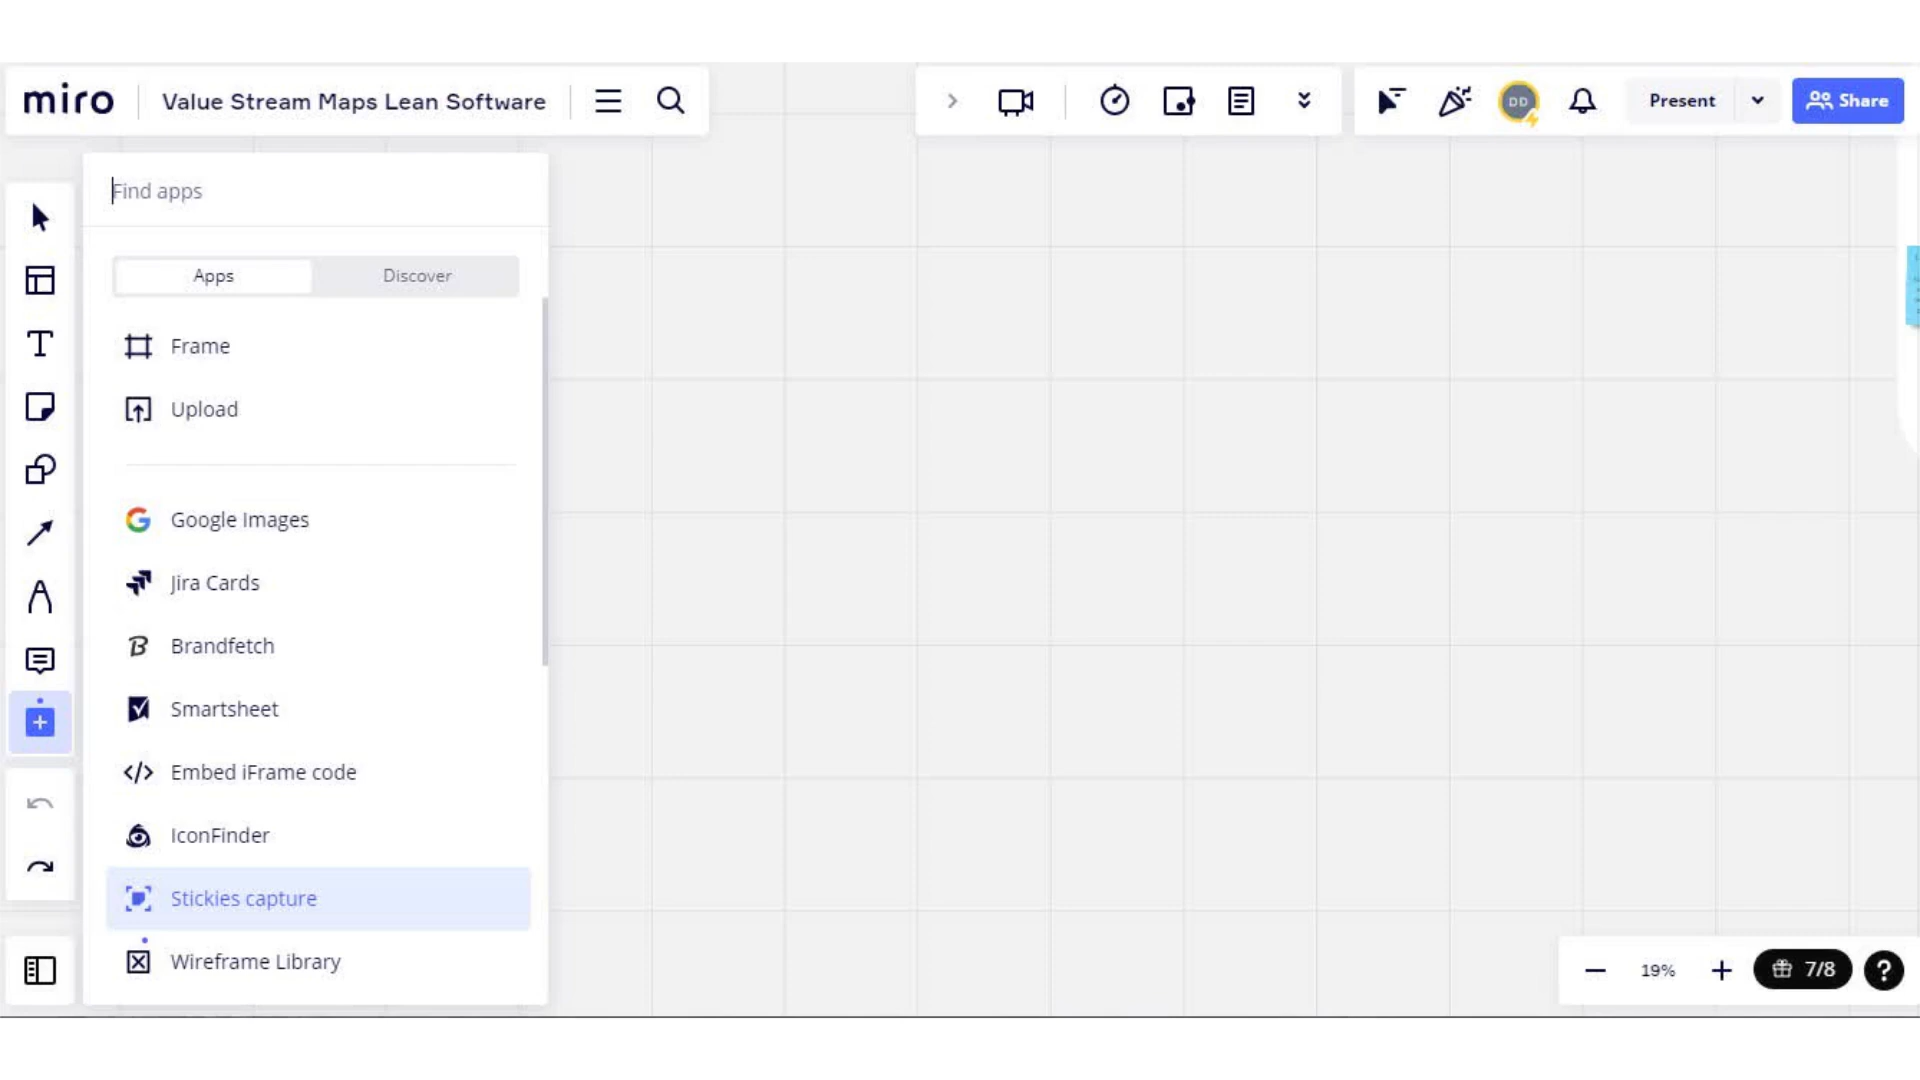 miro
Value Stream Maps Lean Software
DD
Present
Share
Find apps
Apps
Discover
Frame
Upload
Google Images
Jira Cards
Brandfetch
Smartsheet
Embed iFrame code
IconFinder
Stickies capture
Wireframe Library
19%
7/8
?